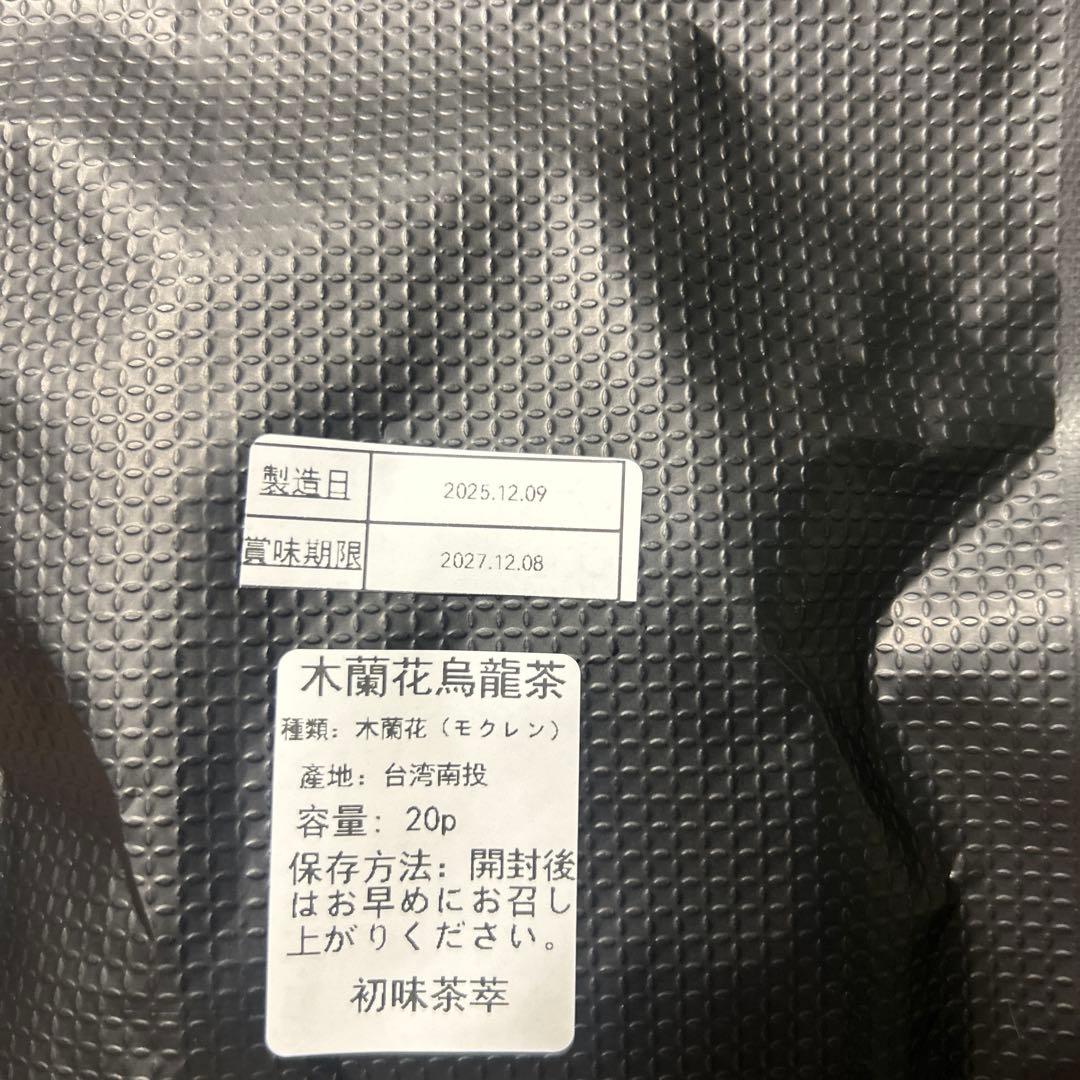 製造日 2025.12.09
賞味期限 2027.12.08
木蘭花烏龍茶
種類: 木蘭花（モクレン）
產地: 台湾南投
容量: 20p
保存方法: 開封後
はお早めにお召し
上がりください。
初味茶萃